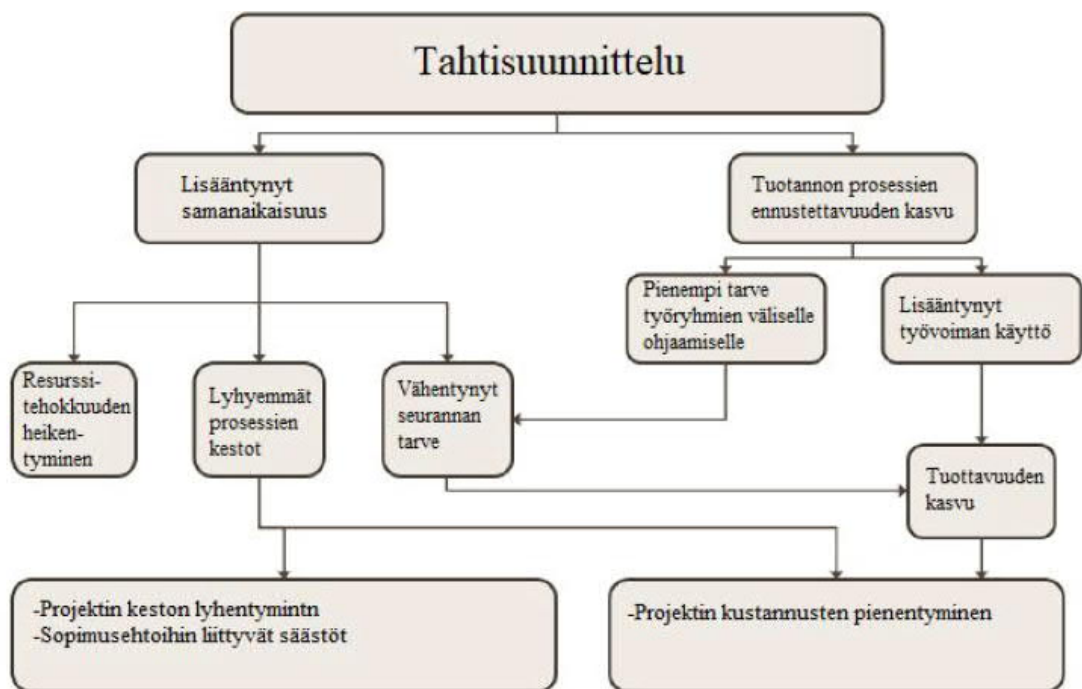 Tahtisuunnittelu
Lisääntynyt
samanaikaisuus
Tuotannon prosessien
ennustettavuuden kasvu
Pienempi tarve
työryhmien väliselle
ohjaamiselle
Lisääntynyt
työvoiman käyttö
Resurssi-
tehokkuuden
heiken-
tyminen
Lyhyemmät
prosessien
kestot
Vähentynyt
seurannan
tarve
Tuottavuuden
kasvu
-Projektin keston lyhentymintn
-Sopimusehtoihin liittyvät säästöt
-Projektin kustannusten pienentyminen